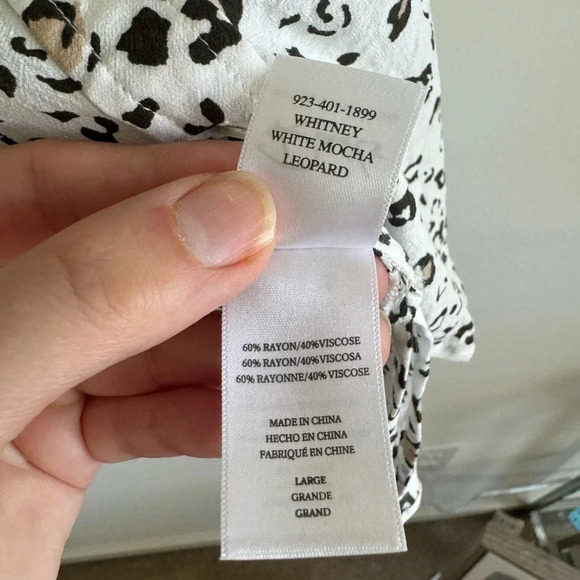 923-401-1899
WHITNEY
WHITE MOCHA
LEOPARD
60% RAYON/40%VISCOSE
60% RAYON/40%VISCOSA
60% RAYONNE/40% VISCOSE
MADE IN CHINA
HECHO EN CHINA
FABRIQUÉ EN CHINE
LARGE
GRANDE
GRAND